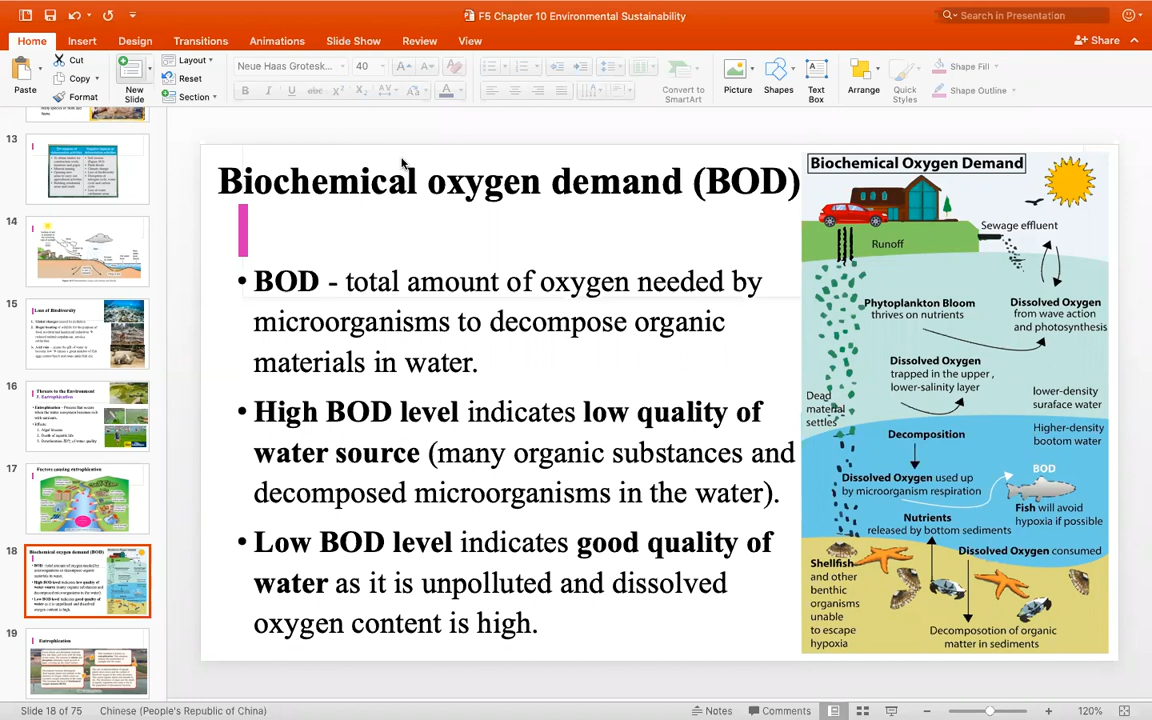 F5 Chapter 10 Environmental Sustainability
Search in Presentation
Home Insert Design Transitions Animations Slide Show Review View
Share
Paste
Cut
Copy
Format
New Slide
Layout
Reset
Section
Neue Haas Grotesk... 40
Convert to SmartArt
Picture
Shapes
Text Box
Arrange
Quick Styles
Shape Fill
Shape Outline
13
14
15
Loss of Biodiversity
16
Threats to the Environment
17
Factors causing eutrophication
18
Biochemical oxygen demand (BOD)
19
Eutrophication
Biochemical oxygen demand (BOD)
• BOD - total amount of oxygen needed by
microorganisms to decompose organic
materials in water.
• High BOD level indicates low quality of
water source (many organic substances and
decomposed microorganisms in the water).
• Low BOD level indicates good quality of
water as it is unpolluted and dissolved
oxygen content is high.
Biochemical Oxygen Demand
Sewage effluent
Runoff
Phytoplankton Bloom
thrives on nutrients
Dissolved Oxygen
from wave action
and photosynthesis
Dissolved Oxygen
trapped in the upper ,
lower-salinity layer
Dead
material
settles
lower-density
suraface water
Higher-density
bootom water
Decomposition
BOD
Dissolved Oxygen used up
by microorganism respiration
Fish will avoid
hypoxia if possible
Nutrients
released by bottom sediments
Dissolved Oxygen consumed
Shellfish
and other
benthic
organisms
unable
to escape
hypoxia
Decompositon of organic
matter in sediments
Slide 18 of 75 Chinese (People's Republic of China)
Notes Comments 120%